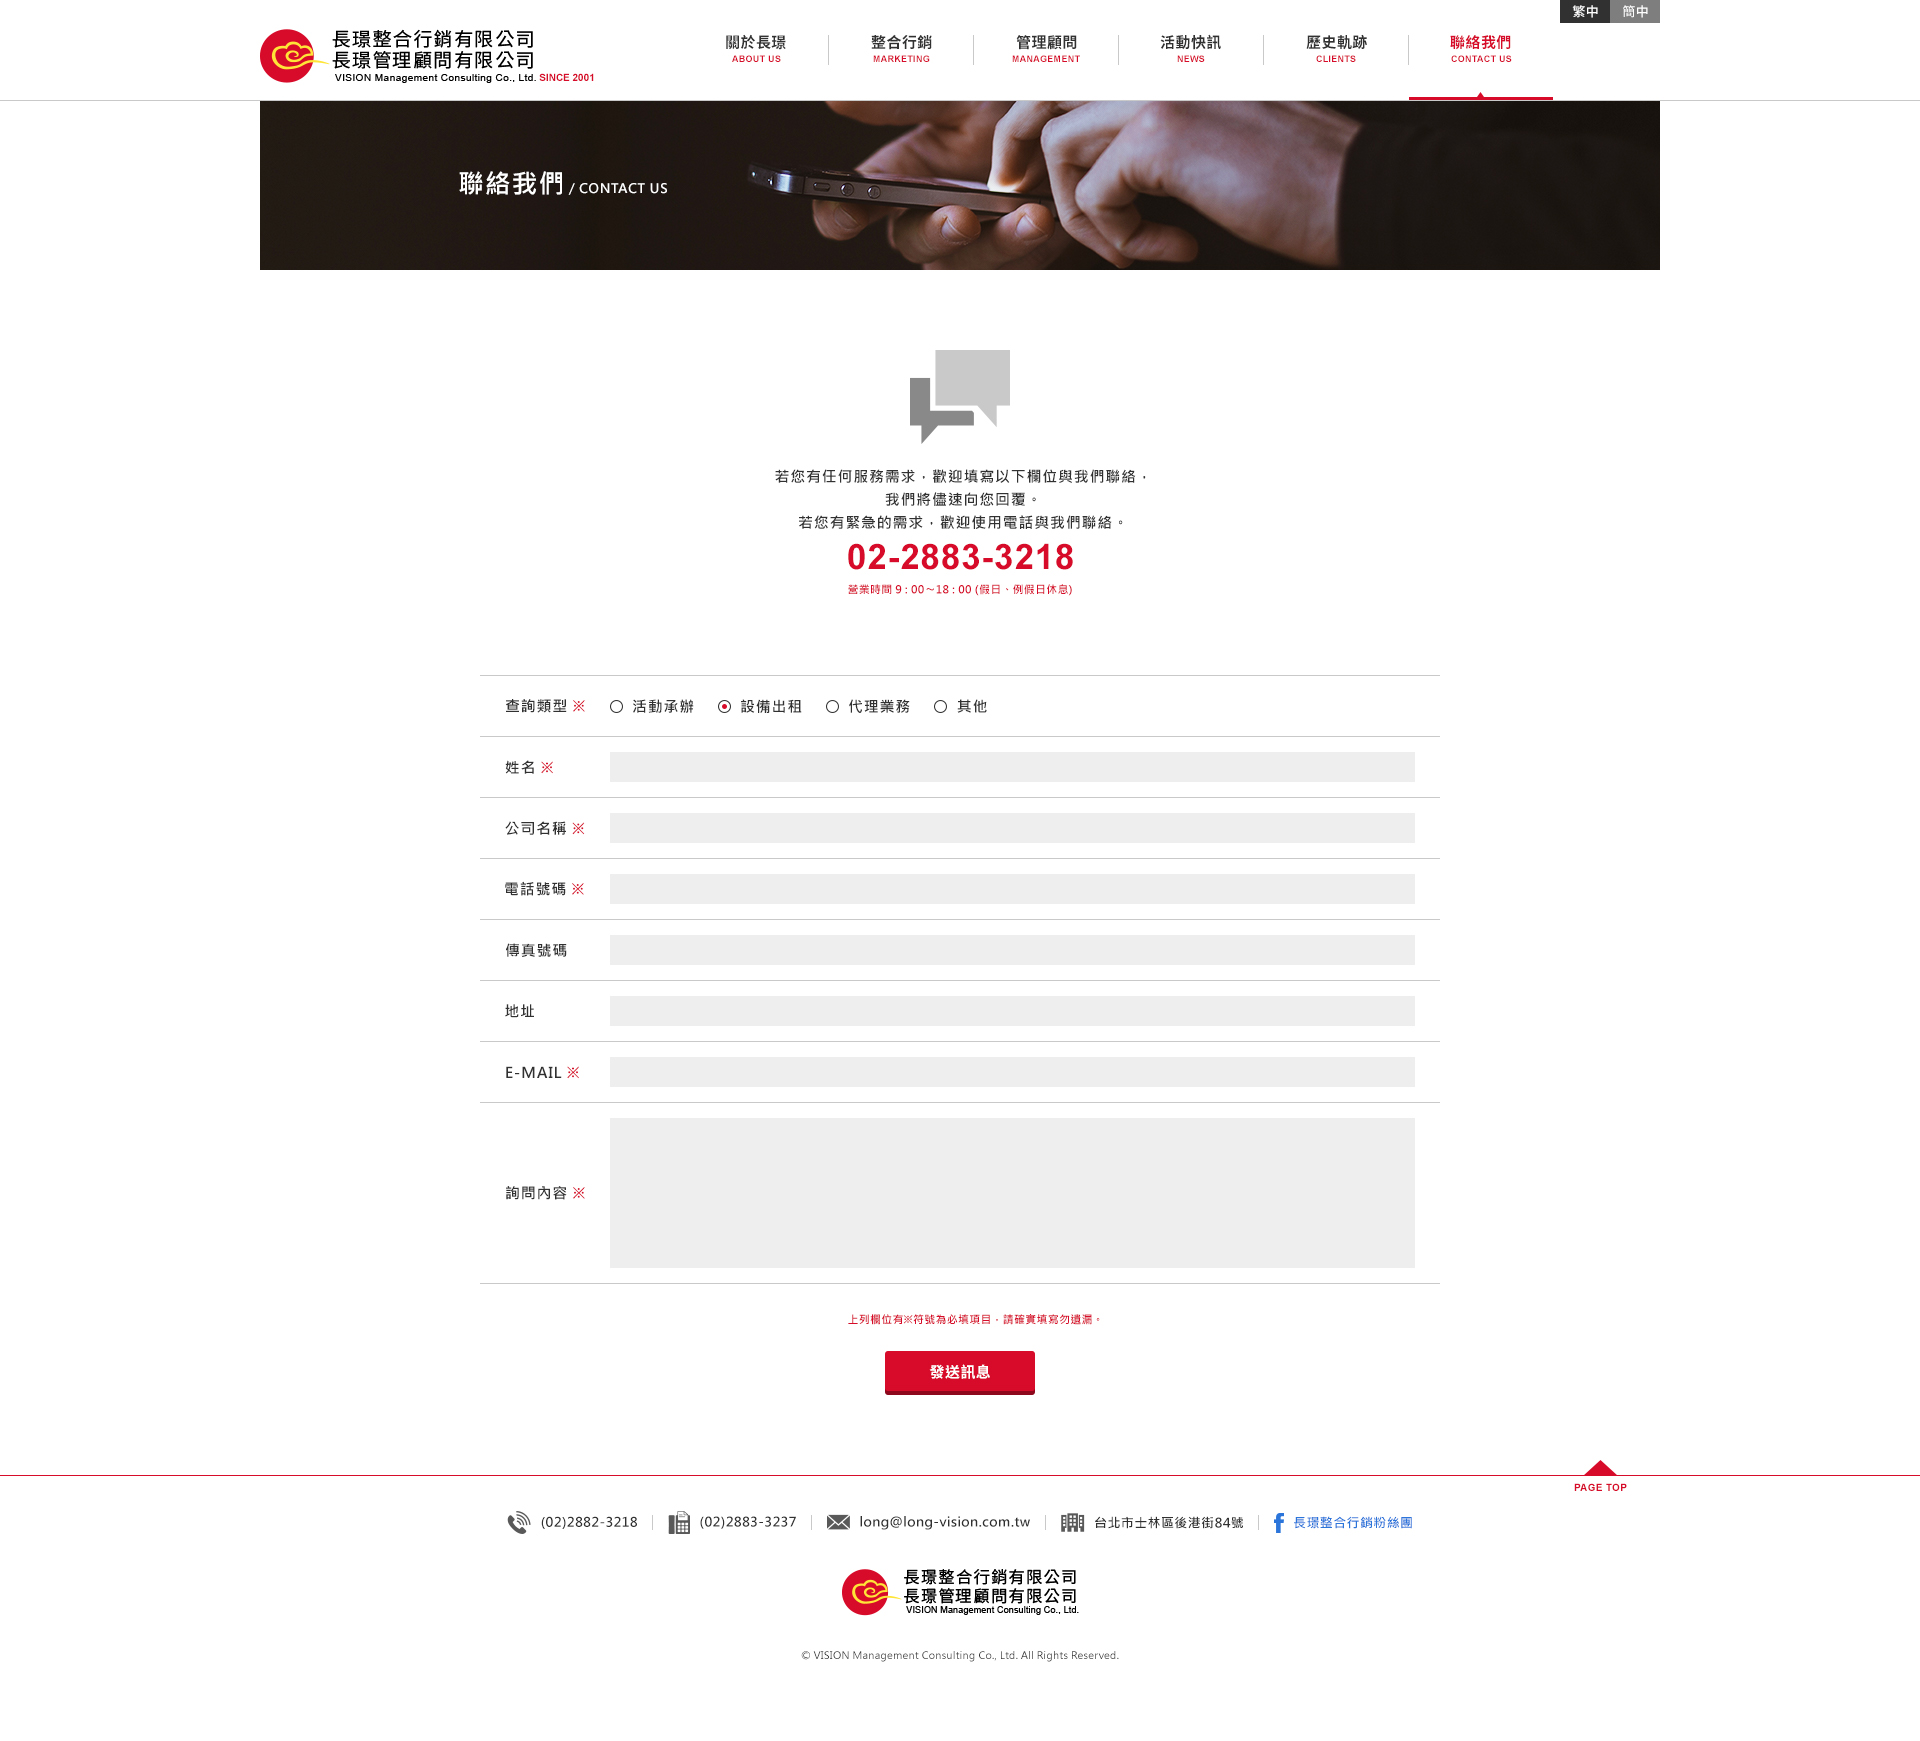 繁中 簡中
長璟整合行銷有限公司
長璟管理顧問有限公司
VISION Management Consulting Co., Ltd. SINCE 2001
關於長璟 整合行銷 管理顧問 活動快訊 歷史軌跡 聯絡我們
ABOUT US MARKETING MANAGEMENT NEWS CLIENTS CONTACT US
聯絡我們 / CONTACT US
若您有任何服務需求，歡迎填寫以下欄位與我們聯絡，
我們將儘速向您回覆。
若您有緊急的需求，歡迎使用電話與我們聯絡。
02-2883-3218
營業時間 9 : 00～18 : 00 (假日、例假日休息)
查詢類型 ※ 活動承辦 設備出租 代理業務 其他
姓名 ※
公司名稱 ※
電話號碼 ※
傳真號碼
地址
E-MAIL ※
詢問內容 ※
上列欄位有※符號為必填項目，請確實填寫勿遺漏。
發送訊息
PAGE TOP
(02)2882-3218 (02)2883-3237 long@long-vision.com.tw 台北市士林區後港街84號 長璟整合行銷粉絲團
長璟整合行銷有限公司
長璟管理顧問有限公司
VISION Management Consulting Co., Ltd.
© VISION Management Consulting Co., Ltd. All Rights Reserved.